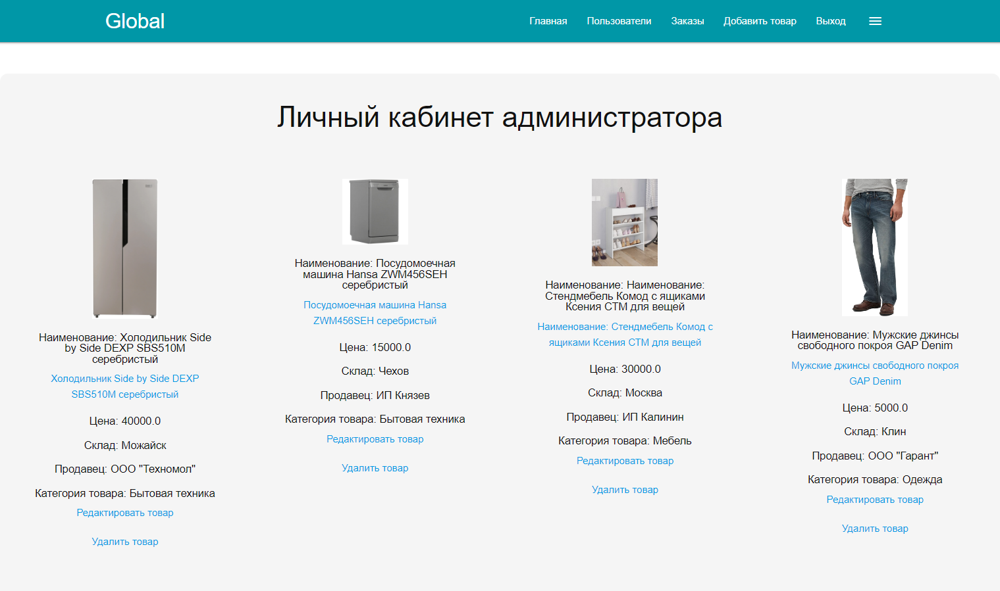 Global
Главная
Пользователи
Заказы
Добавить товар
Выход
Личный кабинет администратора
Наименование: Холодильник Side
by Side DEXP SBS510M
серебристый
Холодильник Side by Side DEXP
SBS510M серебристый
Цена: 40000.0
Склад: Можайск
Продавец: ООО "Техномол"
Категория товара: Бытовая техника
Редактировать товар
Удалить товар
Наименование: Посудомоечная
машина Hansa ZWM456SEH
серебристый
Посудомоечная машина Hansa
ZWM456SEH серебристый
Цена: 15000.0
Склад: Чехов
Продавец: ИП Князев
Категория товара: Бытовая техника
Редактировать товар
Удалить товар
Наименование: Наименование:
Стендмебель Комод с ящиками
Ксения СТМ для вещей
Наименование: Стендмебель Комод с
ящиками Ксения СТМ для вещей
Цена: 30000.0
Склад: Москва
Продавец: ИП Калинин
Категория товара: Мебель
Редактировать товар
Удалить товар
Наименование: Мужские джинсы
свободного покроя GAP Denim
Мужские джинсы свободного покроя
GAP Denim
Цена: 5000.0
Склад: Клин
Продавец: ООО "Гарант"
Категория товара: Одежда
Редактировать товар
Удалить товар